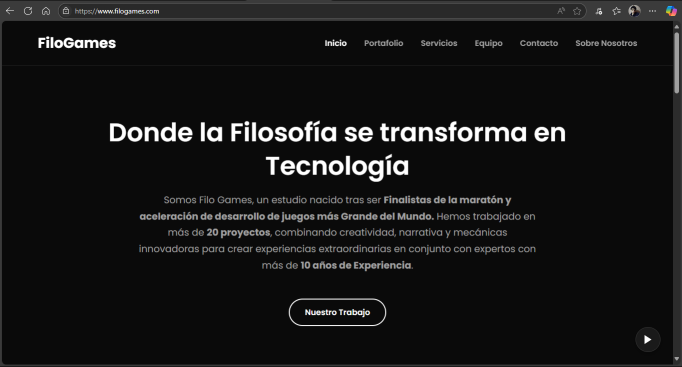 https://www.filogames.com
FiloGames
Inicio
Portafolio
Servicios
Equipo
Contacto
Sobre Nosotros
Donde la Filosofía se transforma en
Tecnología
Somos Filo Games, un estudio nacido tras ser Finalistas de la maratón y
aceleración de desarrollo de juegos más Grande del Mundo. Hemos trabajado en
más de 20 proyectos, combinando creatividad, narrativa y mecánicas
innovadoras para crear experiencias extraordinarias en conjunto con expertos con
más de 10 años de Experiencia.
Nuestro Trabajo